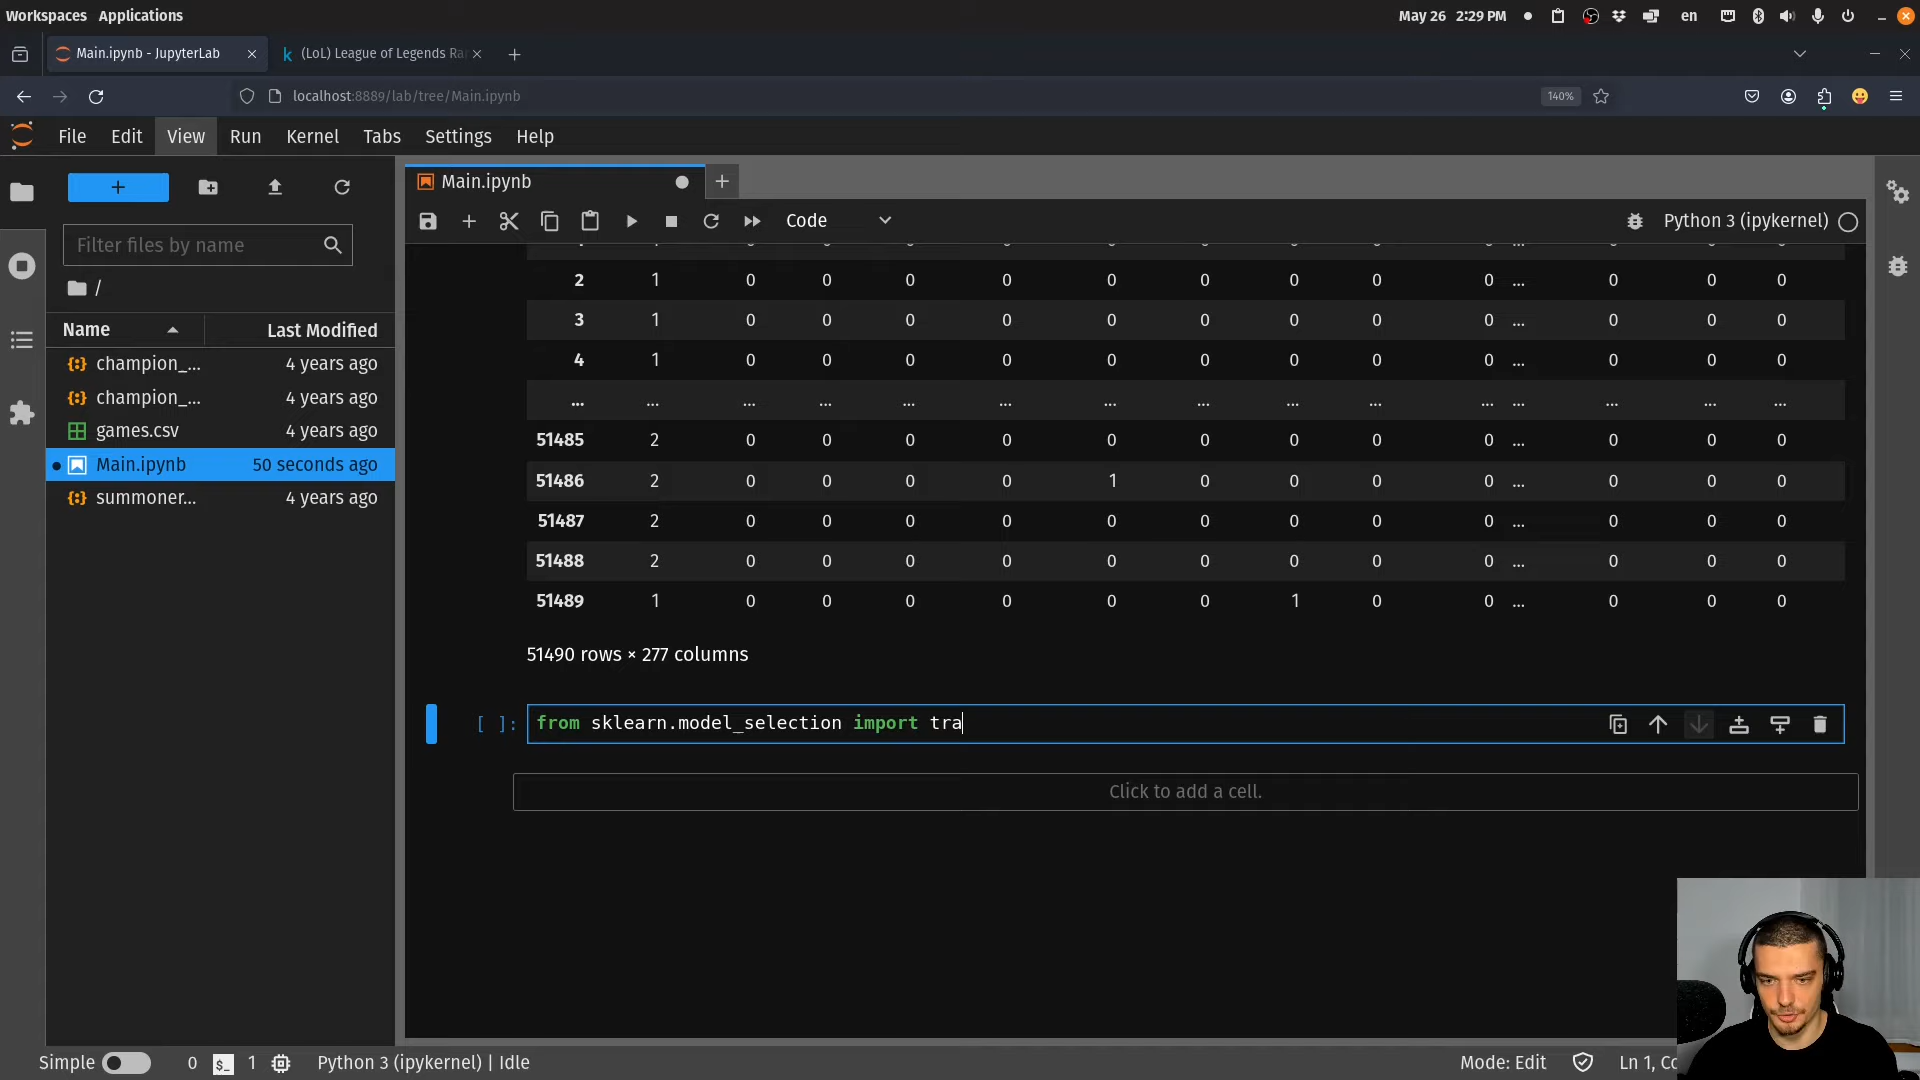 Workspaces Applications
May 26 2:29 PM
en
Main.ipynb - JupyterLab
(LoL) League of Legends Ra
localhost:8889/lab/tree/Main.ipynb
140%
File Edit View Run Kernel Tabs Settings Help
Main.ipynb
Code
Python 3 (ipykernel)
Filter files by name
/
Name Last Modified
champion_... 4 years ago
champion_... 4 years ago
games.csv 4 years ago
Main.ipynb 50 seconds ago
summoner... 4 years ago
2 1 0 0 0 0 0 0 0 0 0 ... 0 0 0
3 1 0 0 0 0 0 0 0 0 0 ... 0 0 0
4 1 0 0 0 0 0 0 0 0 0 ... 0 0 0
... ... ... ... ... ... ... ... ... ... ... ... ... ... ...
51485 2 0 0 0 0 0 0 0 0 0 ... 0 0 0
51486 2 0 0 0 0 1 0 0 0 0 ... 0 0 0
51487 2 0 0 0 0 0 0 0 0 0 ... 0 0 0
51488 2 0 0 0 0 0 0 0 0 0 ... 0 0 0
51489 1 0 0 0 0 0 0 1 0 0 ... 0 0 0
51490 rows × 277 columns
[ ]: from sklearn.model_selection import tra
Click to add a cell.
Simple 0 $_ 1 Python 3 (ipykernel) | Idle
Mode: Edit Ln 1, Co